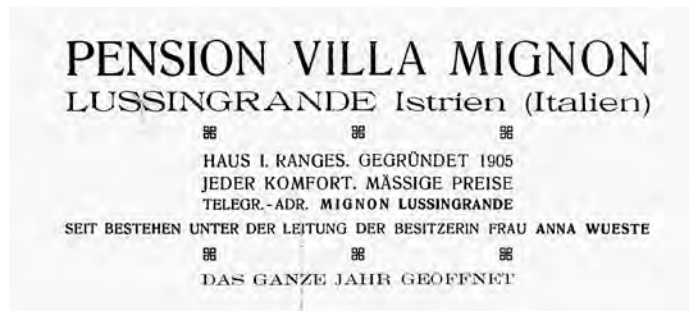 PENSION VILLA MIGNON
LUSSINGRANDE Istrien (Italien)
HAUS I. RANGES. GEGRÜNDET 1905
JEDER KOMFORT. MÄSSIGE PREISE
TELEGR.-ADR. MIGNON LUSSINGRANDE
SEIT BESTEHEN UNTER DER LEITUNG DER BESITZERIN FRAU ANNA WUESTE
DAS GANZE JAHR GEOFFNET